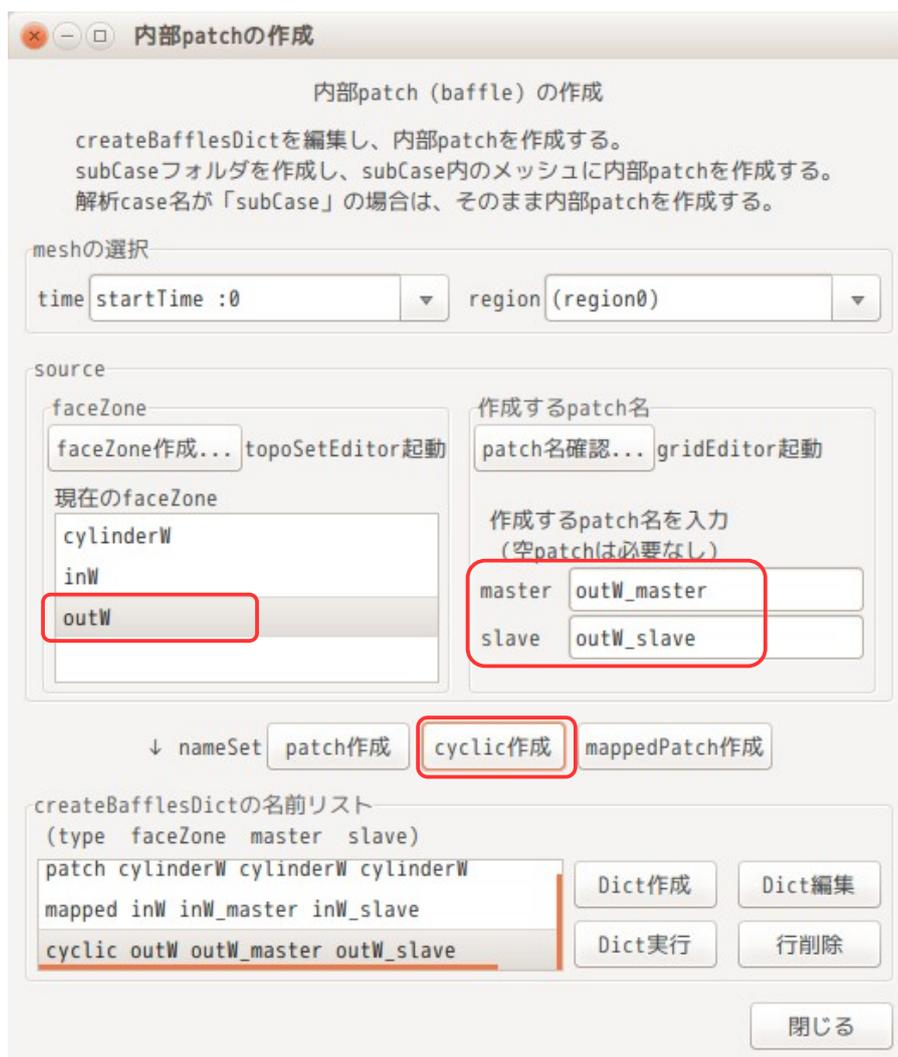 内部patchの作成
内部patch (baffle) の作成
createBafflesDictを編集し、内部patchを作成する。
subCaseフォルダを作成し、subCase内のメッシュに内部patchを作成する。
解析case名が「subCase」の場合は、そのまま内部patchを作成する。
meshの選択
time startTime :0 region (region0)
source
faceZone
faceZone作成... topoSetEditor起動
現在のfaceZone
cylinderW
inW
outW
作成するpatch名
patch名確認... gridEditor起動
作成するpatch名を入力
(空patchは必要なし)
master outW_master
slave outW_slave
↓ nameSet patch作成 cyclic作成 mappedPatch作成
createBafflesDictの名前リスト
(type faceZone master slave)
patch cylinderW cylinderW cylinderW
mapped inW inW_master inW_slave
cyclic outW outW_master outW_slave
Dict作成 Dict編集
Dict実行 行削除
閉じる